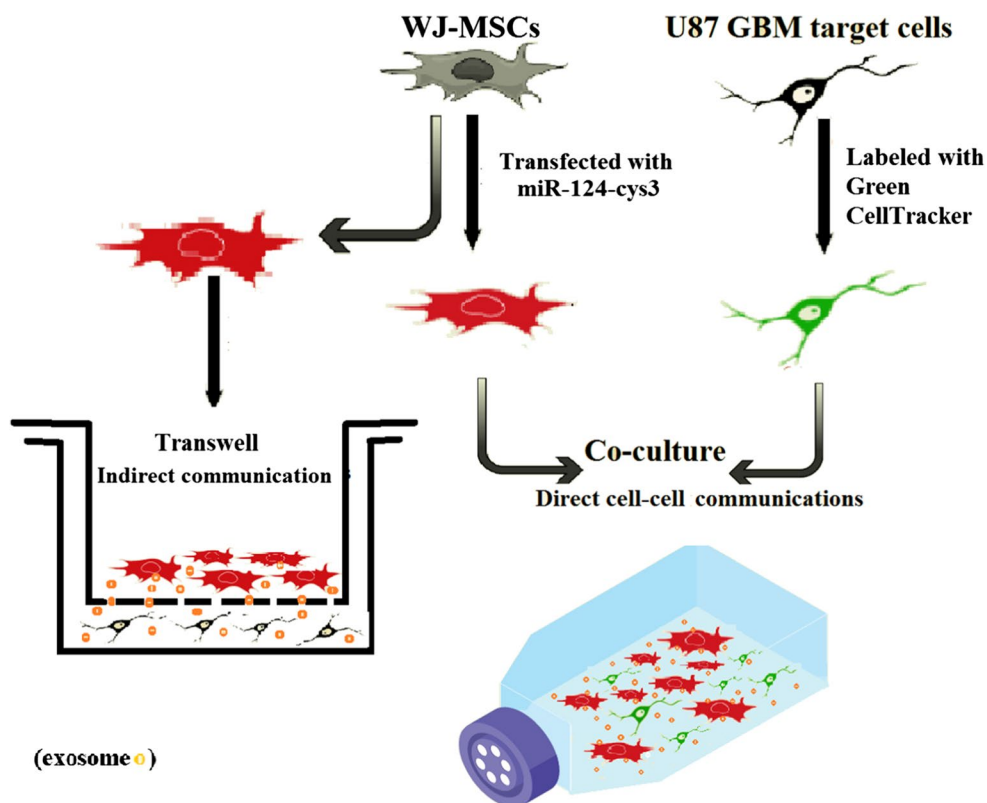 WJ-MSCs
U87 GBM target cells
Transfected with
miR-124-cys3
Labeled with
Green
CellTracker
Transwell
Indirect communication
Co-culture
Direct cell-cell communications
(exosome )